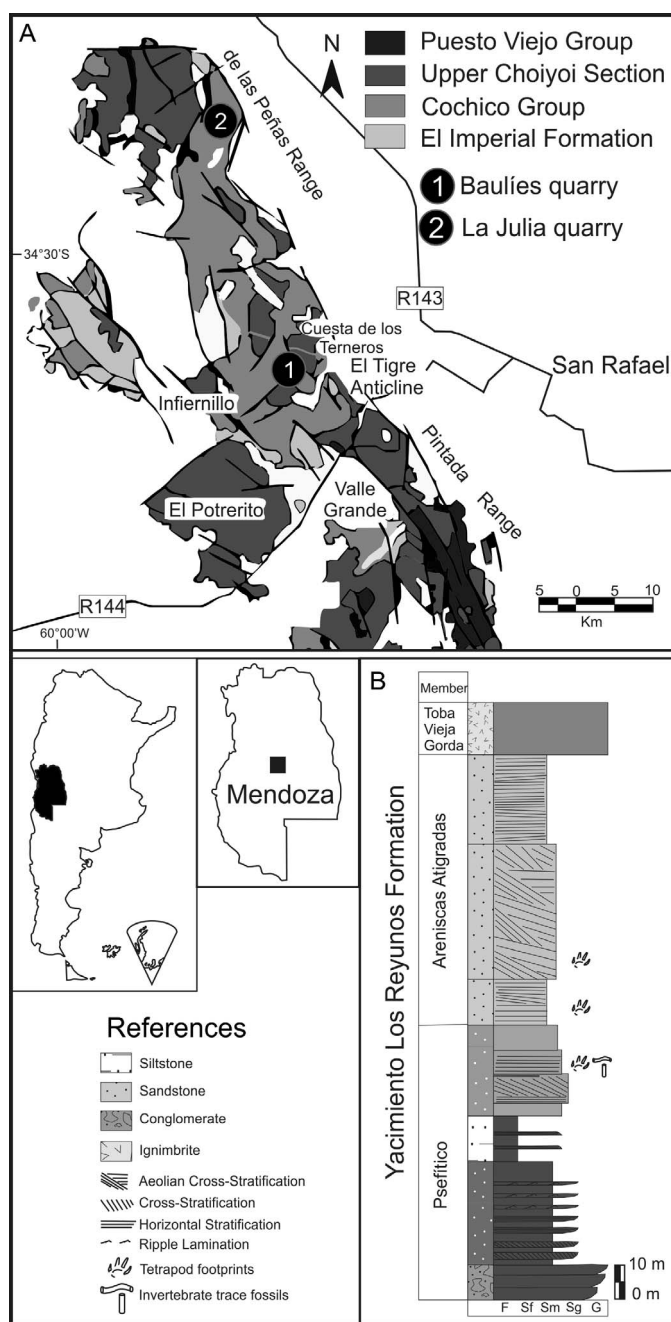 A
N
Puesto Viejo Group
Upper Choiyoi Section
Cochico Group
El Imperial Formation
1 Baulíes quarry
2 La Julia quarry
de las Peñas Range
2
34°30'S
R143
Cuesta de los
Terneros
1
El Tigre
Anticline
San Rafael
Infiernillo
Pintada
Range
El Potrerito
Valle
Grande
R144
60°00'W
5 0 5 10
Km
Mendoza
References
Siltstone
Sandstone
Conglomerate
Ignimbrite
Aeolian Cross-Stratification
Cross-Stratification
Horizontal Stratification
Ripple Lamination
Tetrapod footprints
Invertebrate trace fossils
B
Member
Toba
Vieja
Gorda
Areniscas Atigradas
Psefítico
Yacimiento Los Reyunos Formation
10 m
0 m
F Sf Sm Sg G